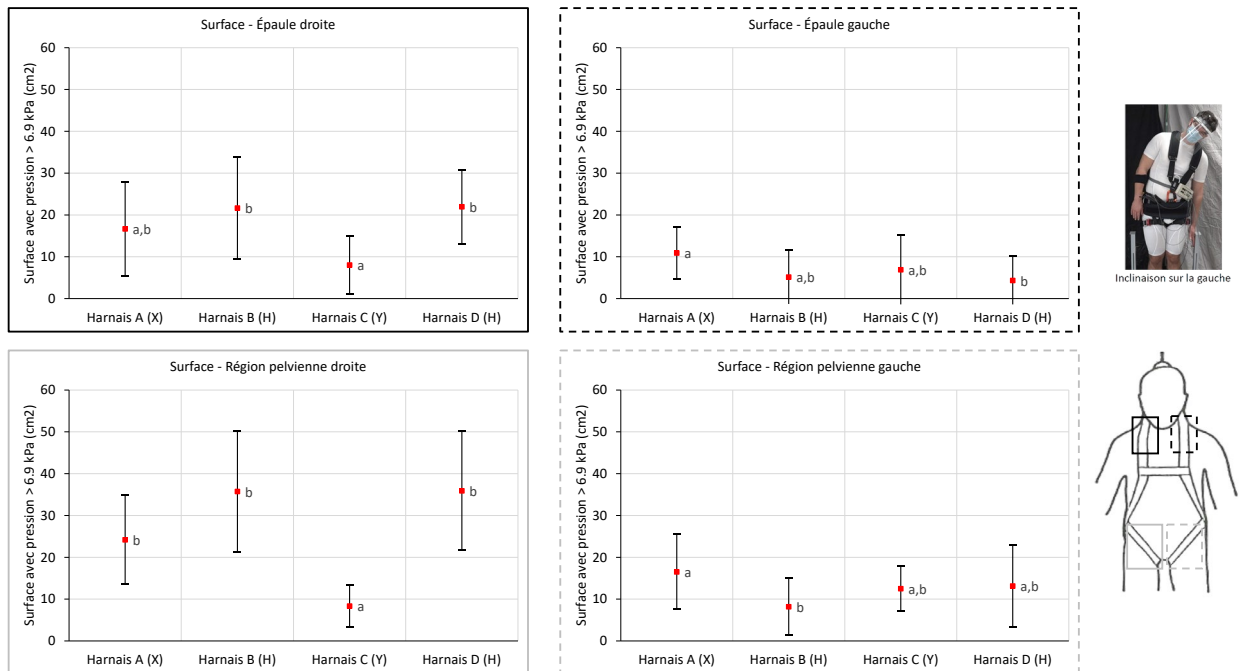 Surface - Épaule droite
Surface avec pression > 6.9 kPa (cm2)
60
50
40
30
20
10
0
a,b
b
a
b
Harnais A (X)
Harnais B (H)
Harnais C (Y)
Harnais D (H)
Surface - Épaule gauche
Surface avec pression > 6.9 kPa (cm2)
60
50
40
30
20
10
0
a
a,b
a,b
b
Harnais A (X)
Harnais B (H)
Harnais C (Y)
Harnais D (H)
Inclinaison sur la gauche
Surface - Région pelvienne droite
Surface avec pression > 6.9 kPa (cm2)
60
50
40
30
20
10
0
b
b
a
b
Harnais A (X)
Harnais B (H)
Harnais C (Y)
Harnais D (H)
Surface - Région pelvienne gauche
Surface avec pression > 6.9 kPa (cm2)
60
50
40
30
20
10
0
a
b
a,b
a,b
Harnais A (X)
Harnais B (H)
Harnais C (Y)
Harnais D (H)